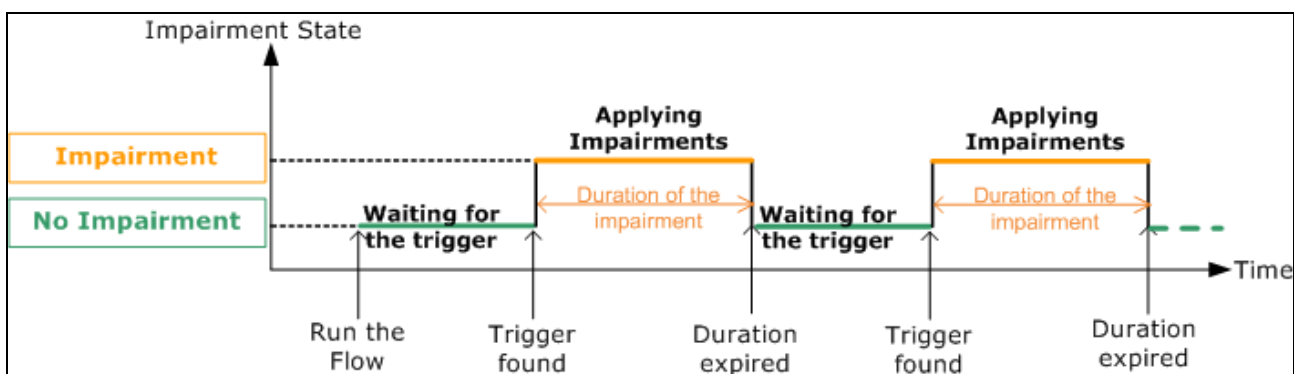 Impairment State
Applying
Impairments
Applying
Impairments
Impairment
Duration of the
impairment
Duration of the
impairment
No Impairment
Waiting for
the trigger
Waiting for
the trigger
Time
Run the
Flow
Trigger
found
Duration
expired
Trigger
found
Duration
expired